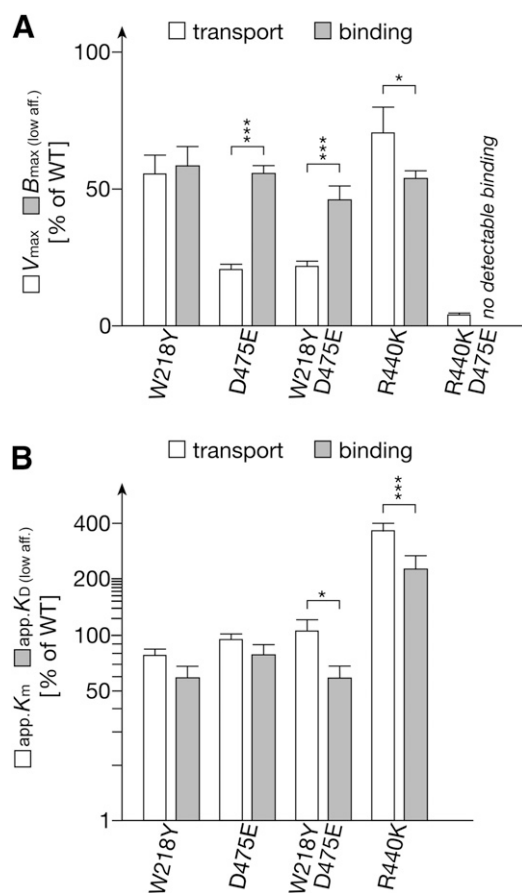 A
transport binding
Vmax Bmax (low aff.)
[% of WT]
100
50
0
***
***
*
no detectable binding
W218Y
D475E
W218Y
D475E
R440K
R440K
D475E
B
transport binding
app.Km app.KD (low aff.)
[% of WT]
400
200
100
50
1
*
***
W218Y
D475E
W218Y
D475E
R440K